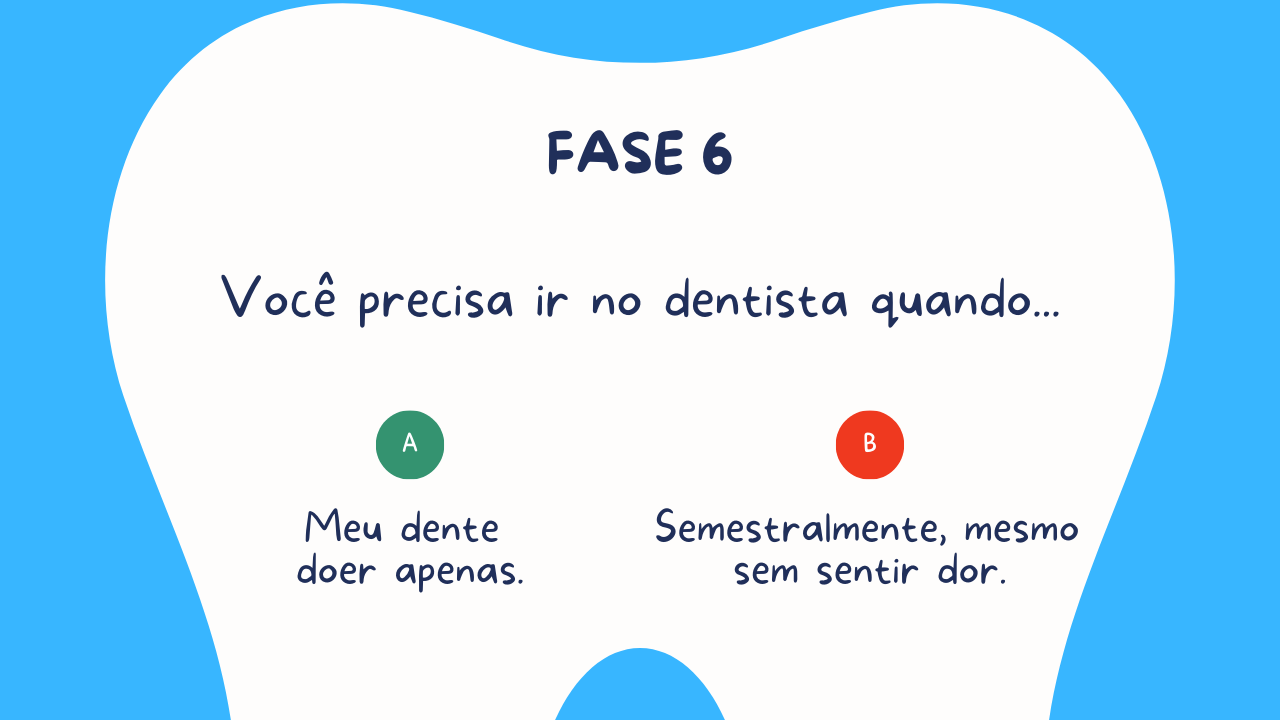 FASE 6
Você precisa ir no dentista quando...
A
Meu dente
doer apenas.
B
Semestralmente, mesmo
sem sentir dor.